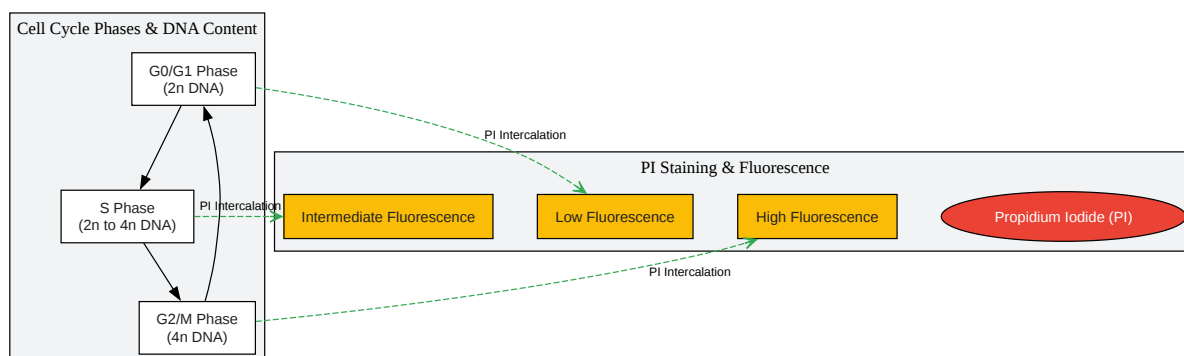 Cell Cycle Phases & DNA Content
G0/G1 Phase
(2n DNA)
PI Intercalation
PI Staining & Fluorescence
S Phase
(2n to 4n DNA)
PI Intercalation
Intermediate Fluorescence
Low Fluorescence
High Fluorescence
Propidium Iodide (PI)
PI Intercalation
G2/M Phase
(4n DNA)